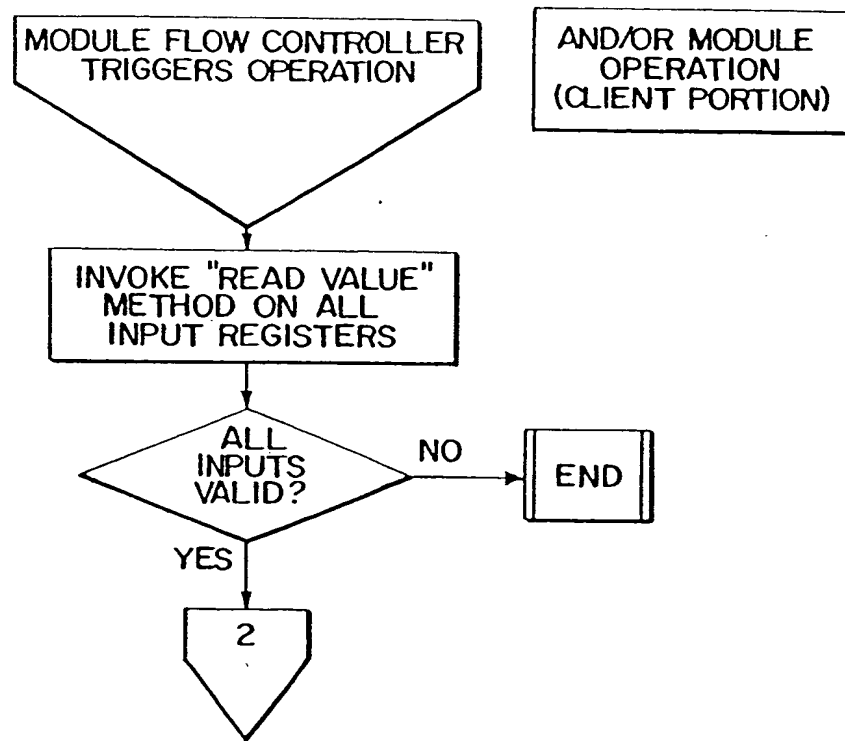 MODULE FLOW CONTROLLER
TRIGGERS OPERATION
AND/OR MODULE
OPERATION
(CLIENT PORTION)
INVOKE "READ VALUE"
METHOD ON ALL
INPUT REGISTERS
ALL
INPUTS
VALID?
NO
END
YES
2